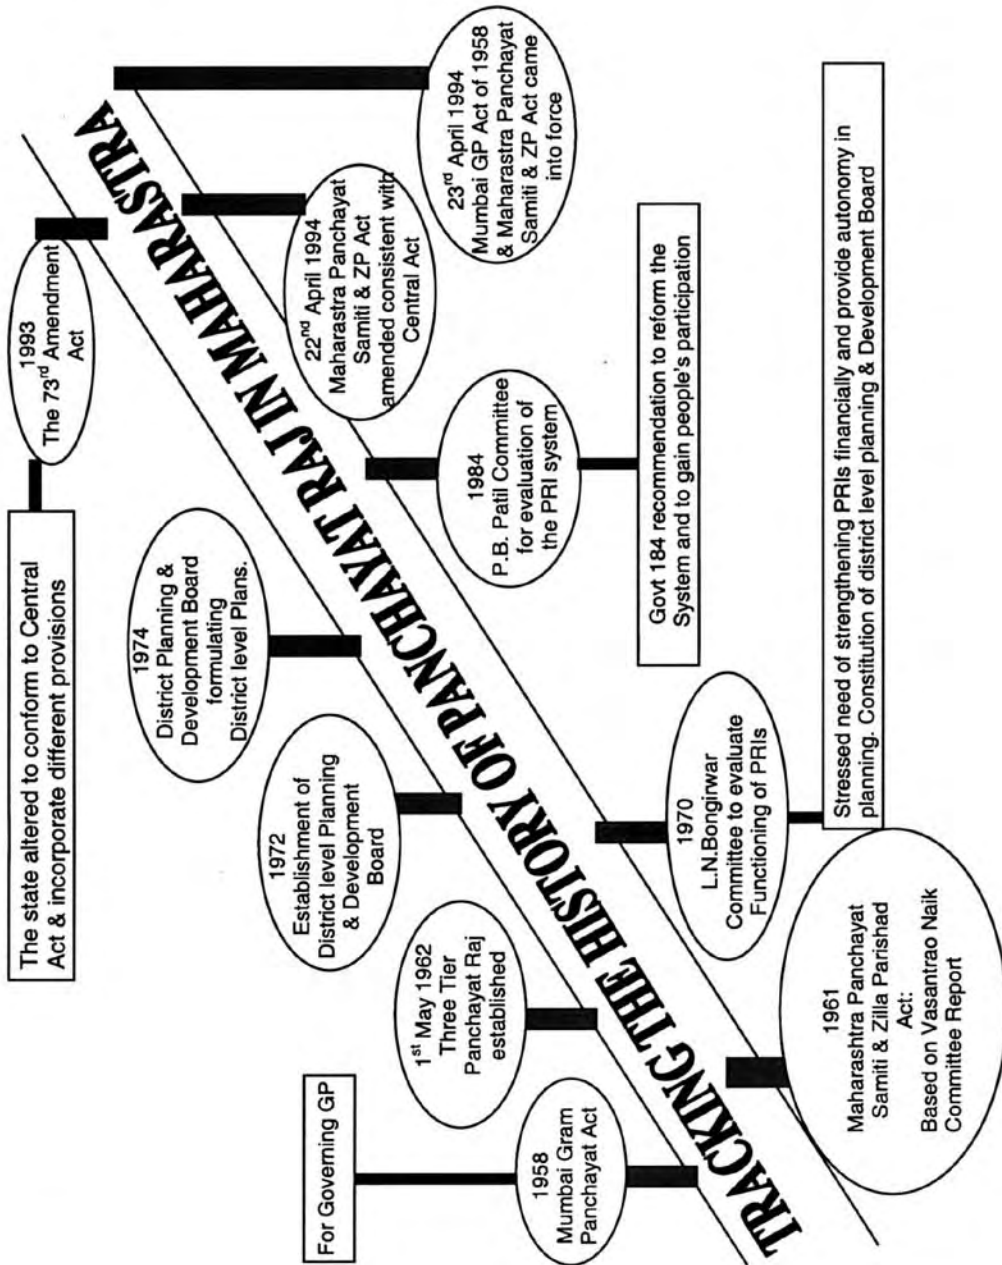 TRACKING THE HISTORY OF PANCHAYAT RAJ IN MAHARASTRA
For Governing GP
1958
Mumbai Gram
Panchayat Act
1961
Maharashtra Panchayat
Samiti & Zilla Parishad
Act:
Based on Vasantrao Naik
Committee Report
1st May 1962
Three Tier
Panchayat Raj
established
1970
L.N.Bongirwar
Committee to evaluate
Functioning of PRIs
Stressed need of strengthening PRIs financially and provide autonomy in
planning. Constitution of district level planning & Development Board
1972
Establishment of
District level Planning
& Development
Board
1974
District Planning &
Development Board
formulating
District level Plans.
1984
P.B. Patil Committee
for evaluation of
the PRI system
Govt 184 recommendation to reform the
System and to gain people's participation
The state altered to conform to Central
Act & incorporate different provisions
1993
The 73rd Amendment
Act
22nd April 1994
Maharastra Panchayat
Samiti & ZP Act
amended consistent with
Central Act
23rd April 1994
Mumbai GP Act of 1958
& Maharastra Panchayat
Samiti & ZP Act came
into force